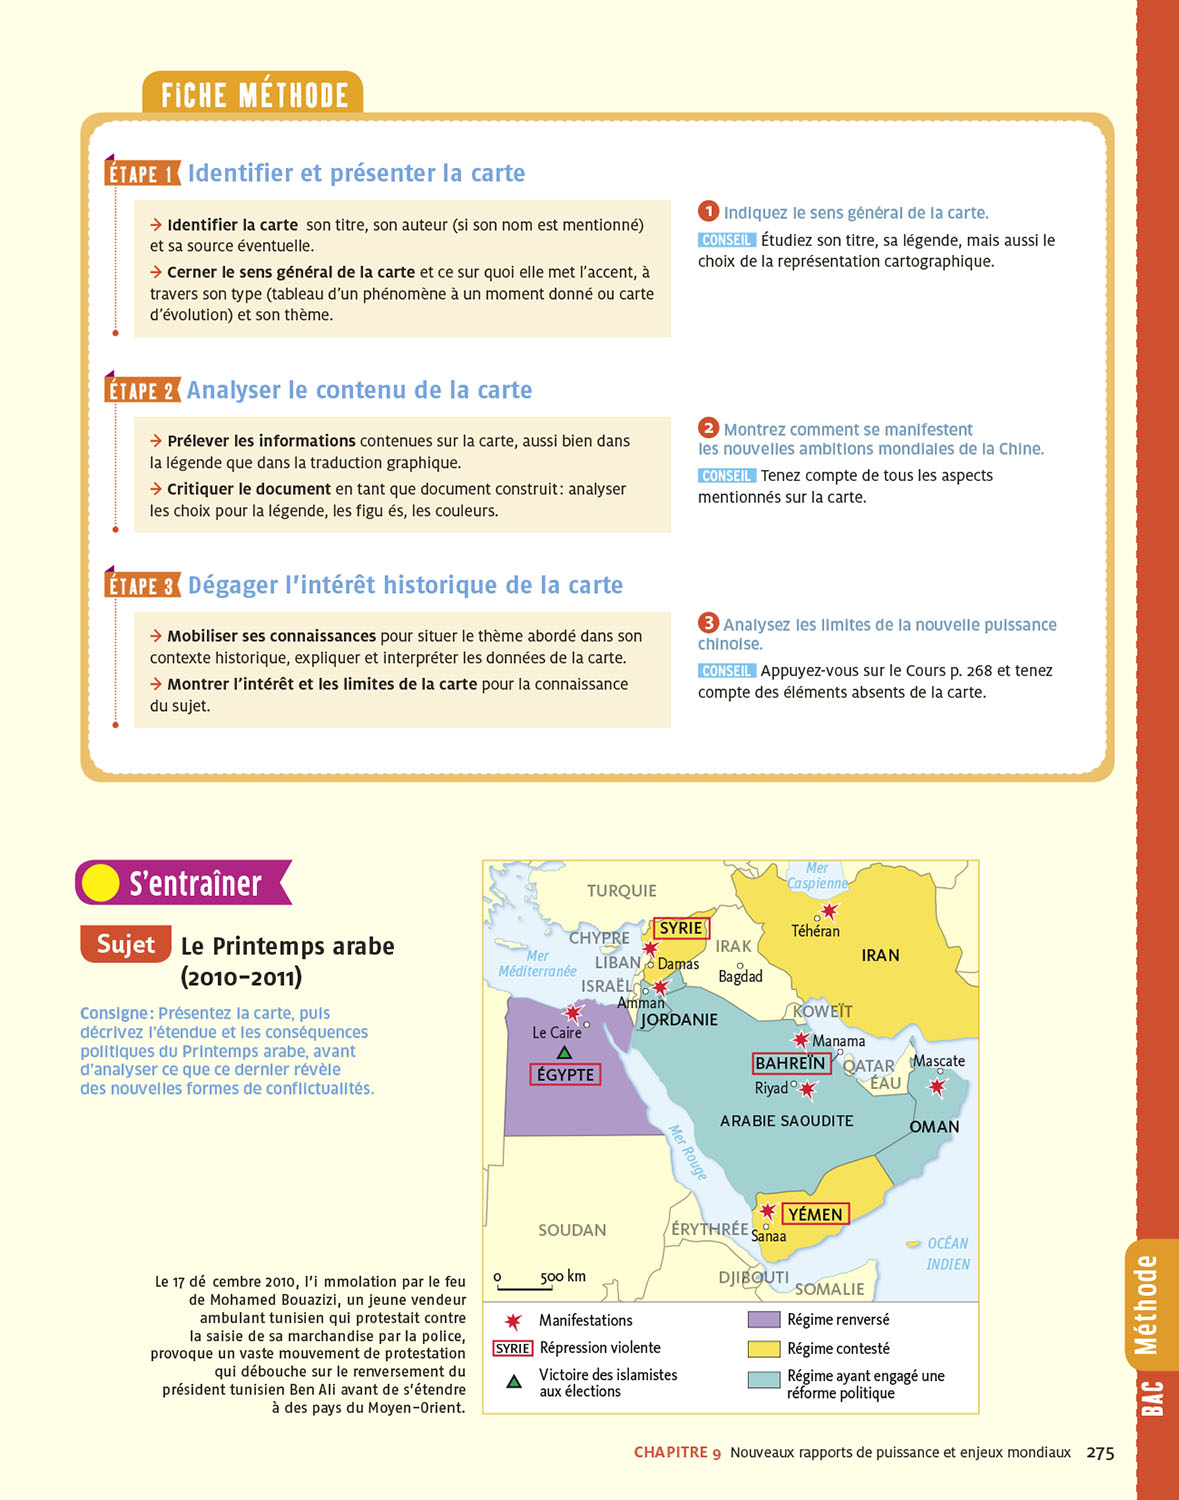 FiCHE MÉTHODE
ÉTAPE 1 Identifier et présenter la carte
→ Identifier la carte son titre, son auteur (si son nom est mentionné)
et sa source éventuelle.
→ Cerner le sens général de la carte et ce sur quoi elle met l'accent, à
travers son type (tableau d'un phénomène à un moment donné ou carte
d'évolution) et son thème.
1 Indiquez le sens général de la carte.
CONSEIL Étudiez son titre, sa légende, mais aussi le
choix de la représentation cartographique.
ÉTAPE 2 Analyser le contenu de la carte
→ Prélever les informations contenues sur la carte, aussi bien dans
la légende que dans la traduction graphique.
→ Critiquer le document en tant que document construit : analyser
les choix pour la légende, les figu és, les couleurs.
2 Montrez comment se manifestent
les nouvelles ambitions mondiales de la Chine.
CONSEIL Tenez compte de tous les aspects
mentionnés sur la carte.
ÉTAPE 3 Dégager l'intérêt historique de la carte
→ Mobiliser ses connaissances pour situer le thème abordé dans son
contexte historique, expliquer et interpréter les données de la carte.
→ Montrer l'intérêt et les limites de la carte pour la connaissance
du sujet.
3 Analysez les limites de la nouvelle puissance
chinoise.
CONSEIL Appuyez-vous sur le Cours p. 268 et tenez
compte des éléments absents de la carte.
S'entraîner
Sujet Le Printemps arabe
(2010-2011)
Consigne : Présentez la carte, puis
décrivez l'étendue et les conséquences
politiques du Printemps arabe, avant
d'analyser ce que ce dernier révèle
des nouvelles formes de conflictualités.
Le 17 dé cembre 2010, l'i mmolation par le feu
de Mohamed Bouazizi, un jeune vendeur
ambulant tunisien qui protestait contre
la saisie de sa marchandise par la police,
provoque un vaste mouvement de protestation
qui débouche sur le renversement du
président tunisien Ben Ali avant de s'étendre
à des pays du Moyen-Orient.
Mer
Caspienne
TURQUIE
Téhéran
SYRIE
CHYPRE
IRAK
IRAN
Mer
Méditerranée
LIBAN
Damas
Bagdad
ISRAËL
Amman
JORDANIE
KOWEÏT
Le Caire
Manama
ÉGYPTE
BAHREÏN
QATAR
Mascate
ÉAU
Riyad
ARABIE SAOUDITE
OMAN
Mer Rouge
YÉMEN
SOUDAN
ÉRYTHRÉE
Sanaa
OCÉAN
INDIEN
0 500 km
DJIBOUTI
SOMALIE
Manifestations
SYRIE Répression violente
Victoire des islamistes
aux élections
Régime renversé
Régime contesté
Régime ayant engagé une
réforme politique
Méthode
BAC
CHAPITRE 9 Nouveaux rapports de puissance et enjeux mondiaux 275